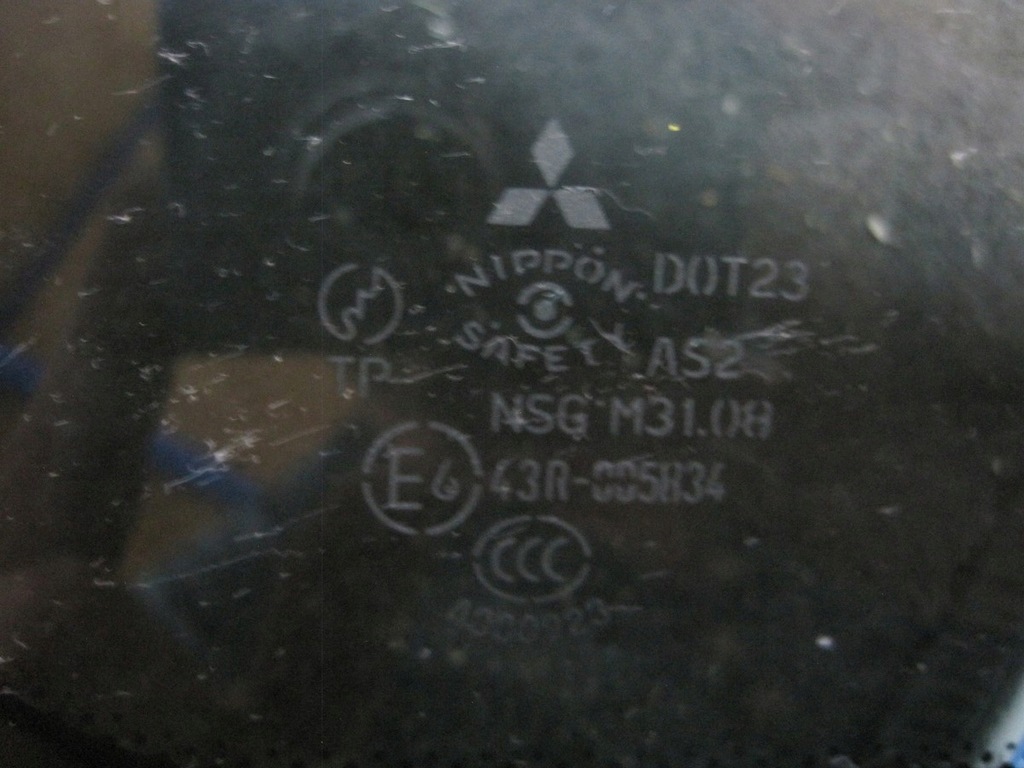 NIPPON DOT23
SAFETY AS2
TP
NSG M31.08
E6 43R-005834
CCC